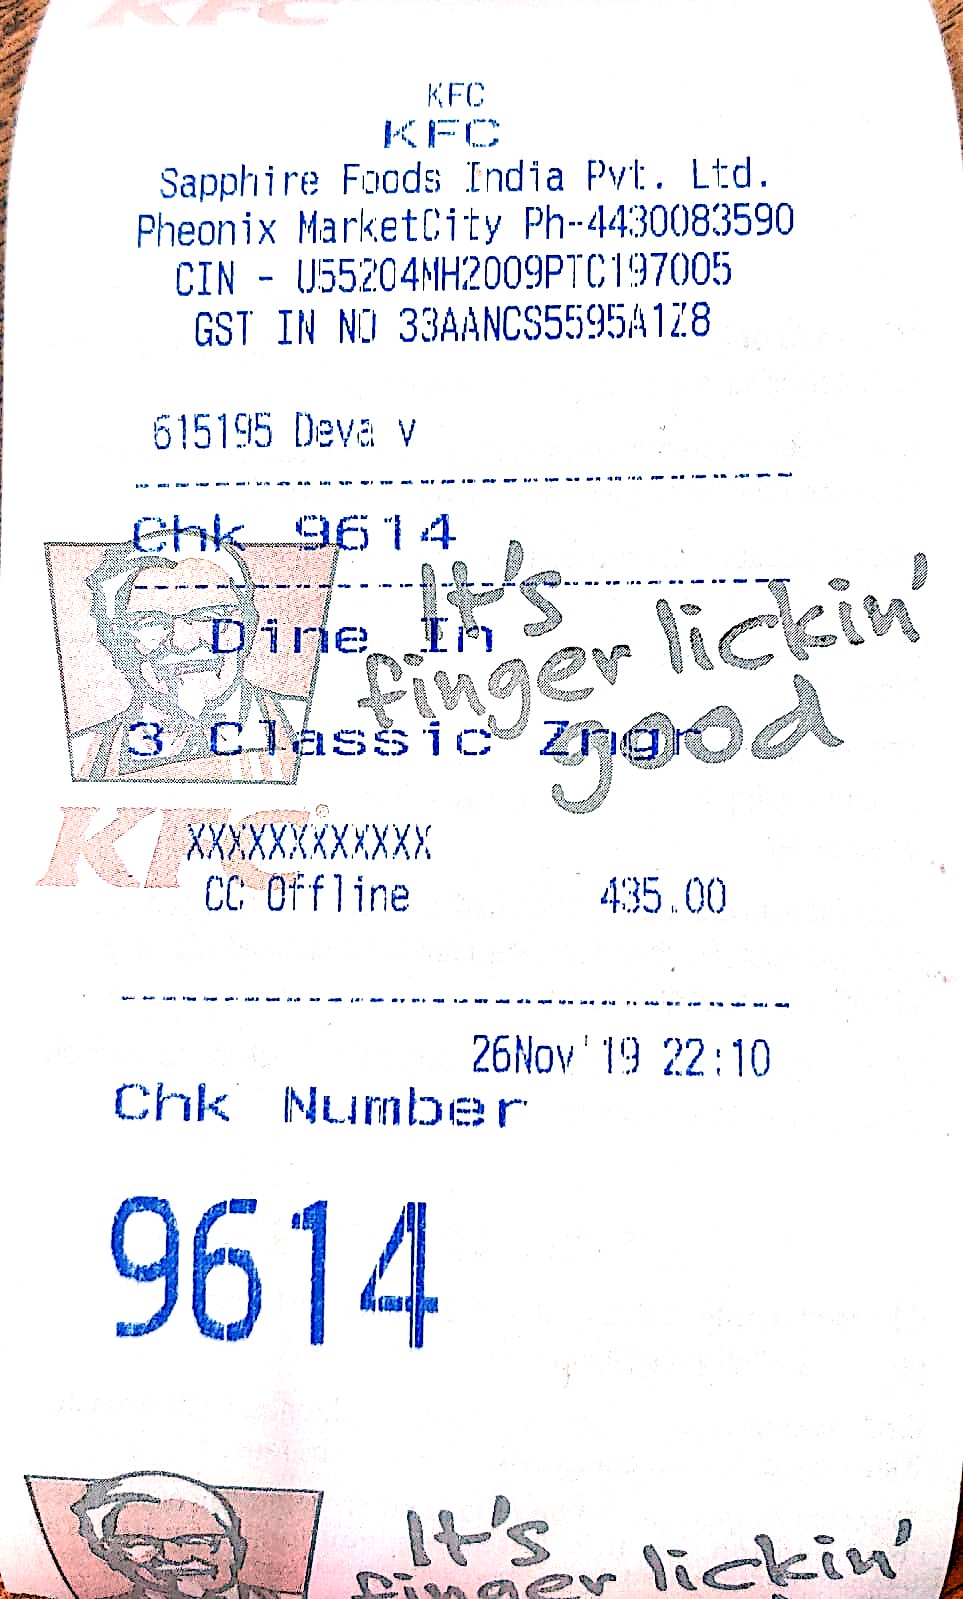 KFC
KFC
Sapphire Foods India Pvt. Ltd.
Pheonix MarketCity Ph-4430083590
CIN - U55204MH2009PTC197005
GST IN NO 33AANCS5595A1Z8
615195 Deva v
Chk 9614
Dine In
It's
finger lickin'
good
3 Classic Zngr
KFC®
XXXXXXXXXXXX
CC Offline 435.00
26Nov'19 22:10
Chk Number
9614
It's
finger lickin'